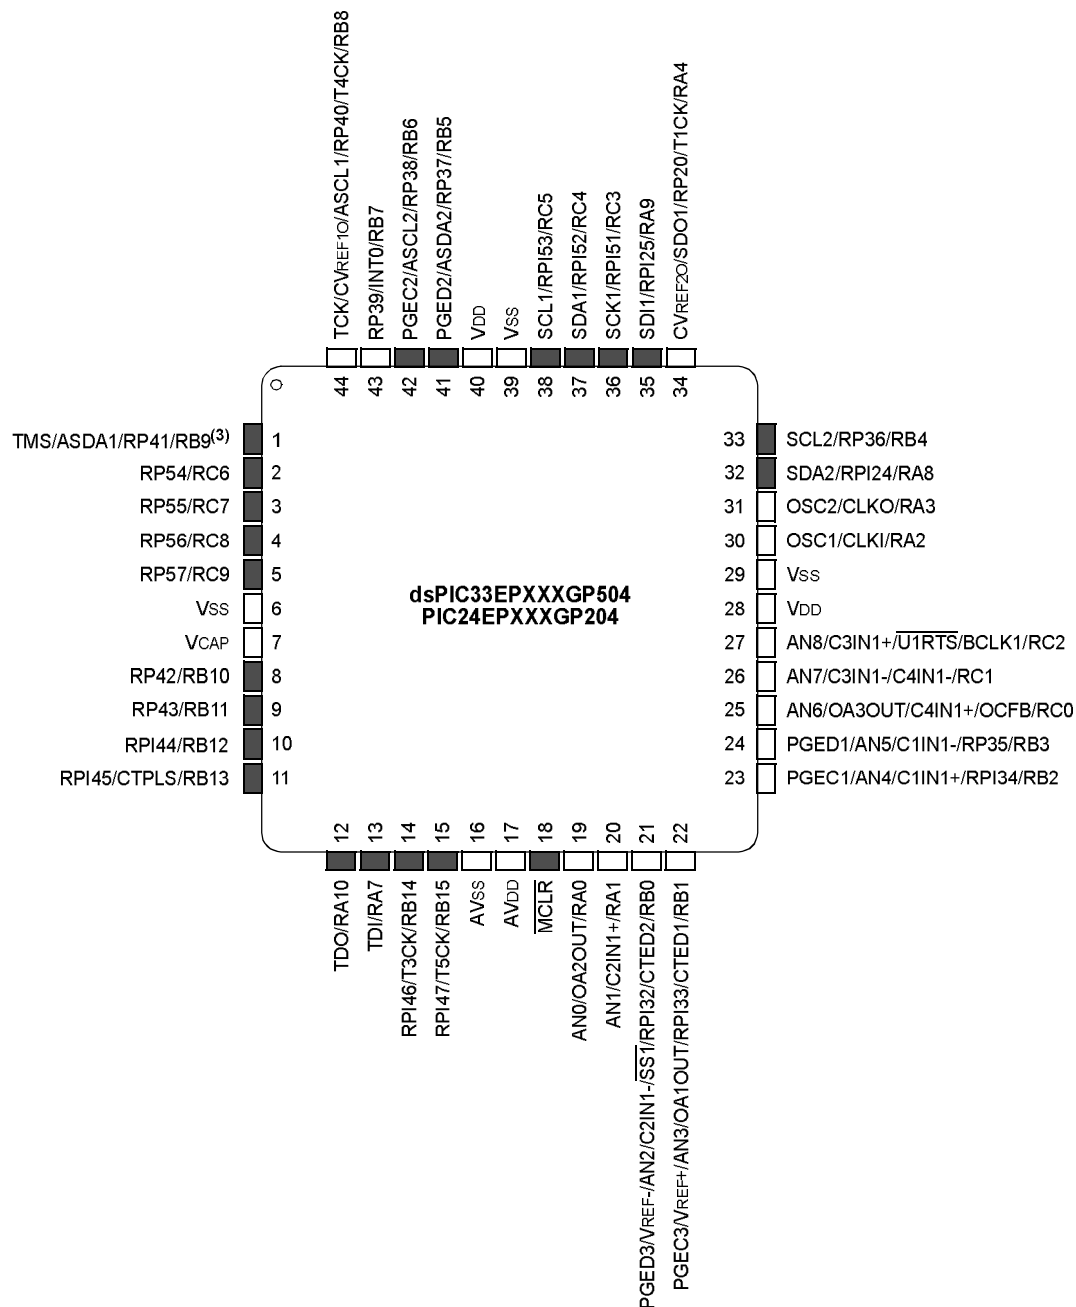 TCK/CVREF1O/ASCL1/RP40/T4CK/RB8
RP39/INT0/RB7
PGEC2/ASCL2/RP38/RB6
PGED2/ASDA2/RP37/RB5
VDD
VSS
SCL1/RPI53/RC5
SDA1/RPI52/RC4
SCK1/RPI51/RC3
SDI1/RPI25/RA9
CVREF2O/SDO1/RP20/T1CK/RA4
44 43 42 41 40 39 38 37 36 35 34
TMS/ASDA1/RP41/RB9(3) 1
RP54/RC6 2
RP55/RC7 3
RP56/RC8 4
RP57/RC9 5
VSS 6
VCAP 7
RP42/RB10 8
RP43/RB11 9
RPI44/RB12 10
RPI45/CTPLS/RB13 11
dsPIC33EPXXXGP504
PIC24EPXXXGP204
33 SCL2/RP36/RB4
32 SDA2/RPI24/RA8
31 OSC2/CLKO/RA3
30 OSC1/CLKI/RA2
29 VSS
28 VDD
27 AN8/C3IN1+/U1RTS/BCLK1/RC2
26 AN7/C3IN1-/C4IN1-/RC1
25 AN6/OA3OUT/C4IN1+/OCFB/RC0
24 PGED1/AN5/C1IN1-/RP35/RB3
23 PGEC1/AN4/C1IN1+/RPI34/RB2
12 13 14 15 16 17 18 19 20 21 22
TDO/RA10
TDI/RA7
RPI46/T3CK/RB14
RPI47/T5CK/RB15
AVSS
AVDD
MCLR
AN0/OA2OUT/RA0
AN1/C2IN1+/RA1
PGED3/VREF-/AN2/C2IN1-/SS1/RPI32/CTED2/RB0
PGEC3/VREF+/AN3/OA1OUT/RPI33/CTED1/RB1